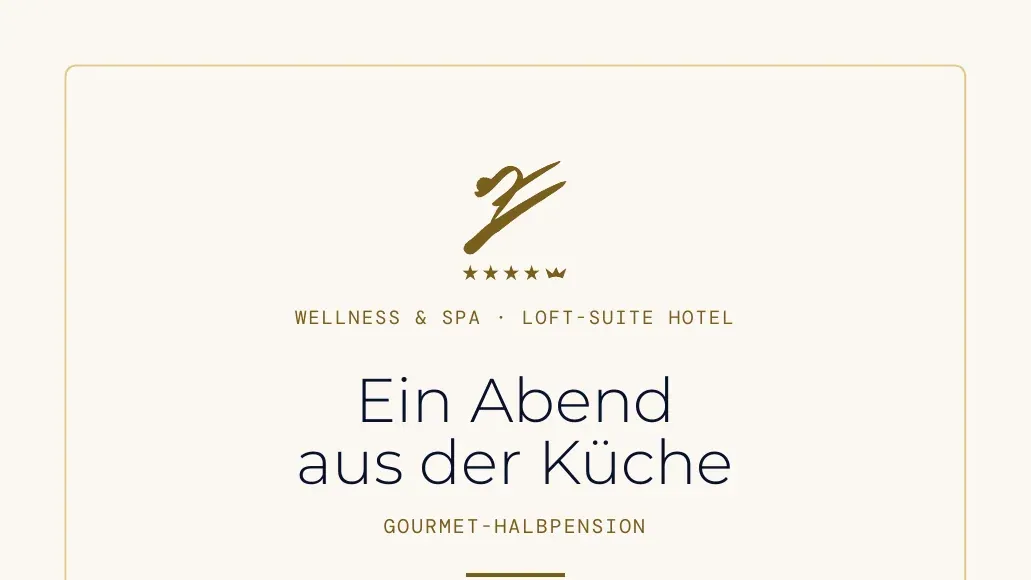 WELLNESS & SPA · LOFT-SUITE HOTEL
Ein Abend
aus der Küche
GOURMET-HALBPENSION